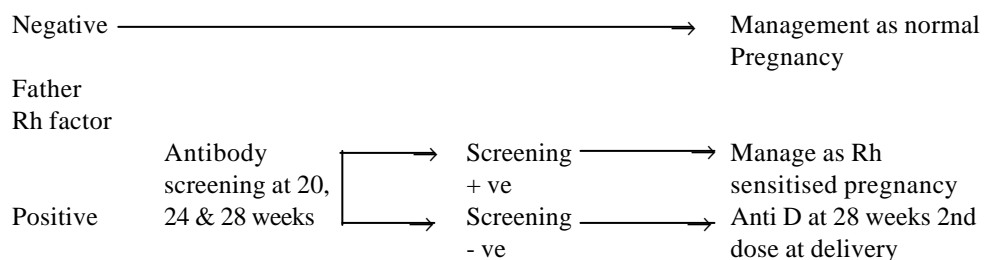 Negative Management as normal
Pregnancy
Father
Rh factor
Antibody Screening Manage as Rh
screening at 20, + ve sensitised pregnancy
Positive 24 & 28 weeks Screening Anti D at 28 weeks 2nd
- ve dose at delivery